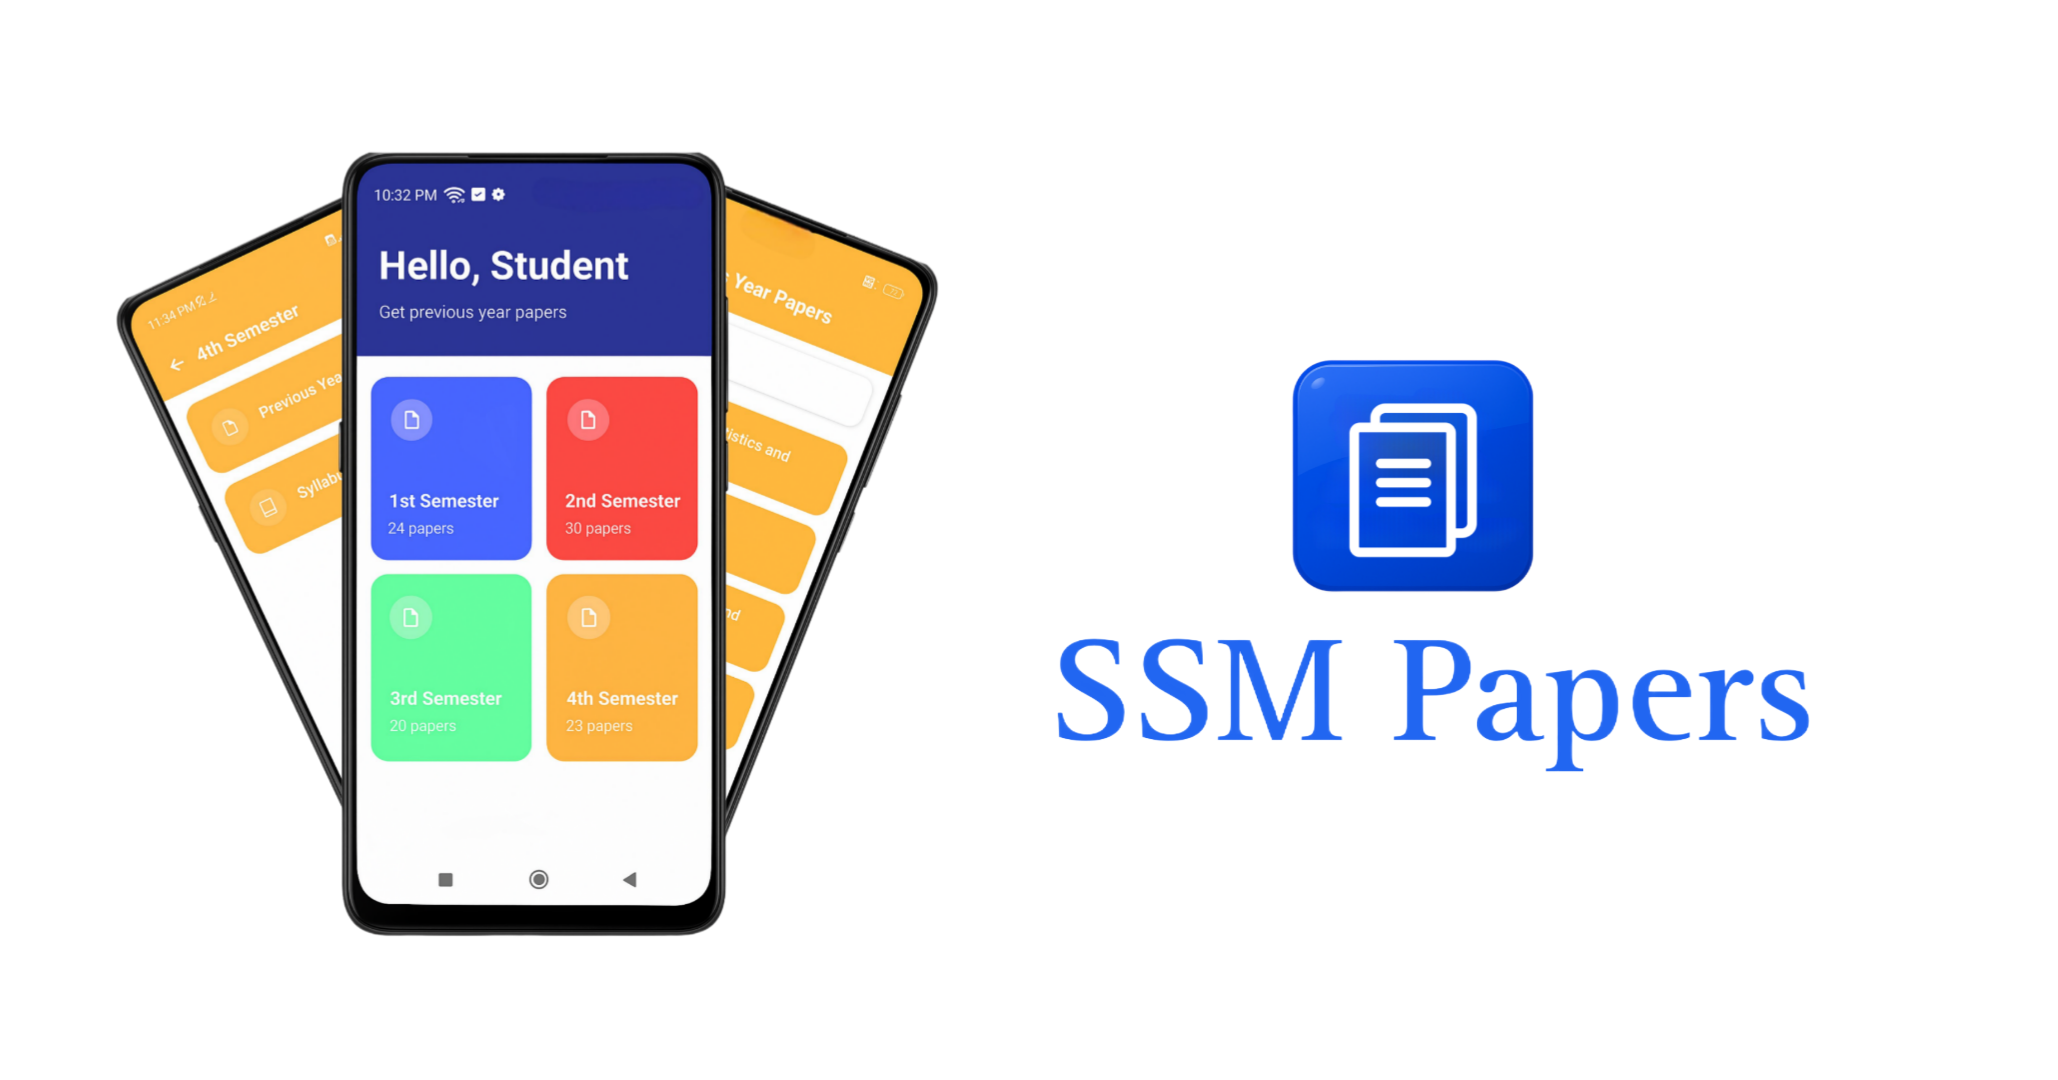 11:34 PM
4th Semester
Previous Yea
Syllabu
10:32 PM
Hello, Student
Get previous year papers
1st Semester
24 papers
2nd Semester
30 papers
3rd Semester
20 papers
4th Semester
23 papers
Year Papers
istics and
nd
SSM Papers